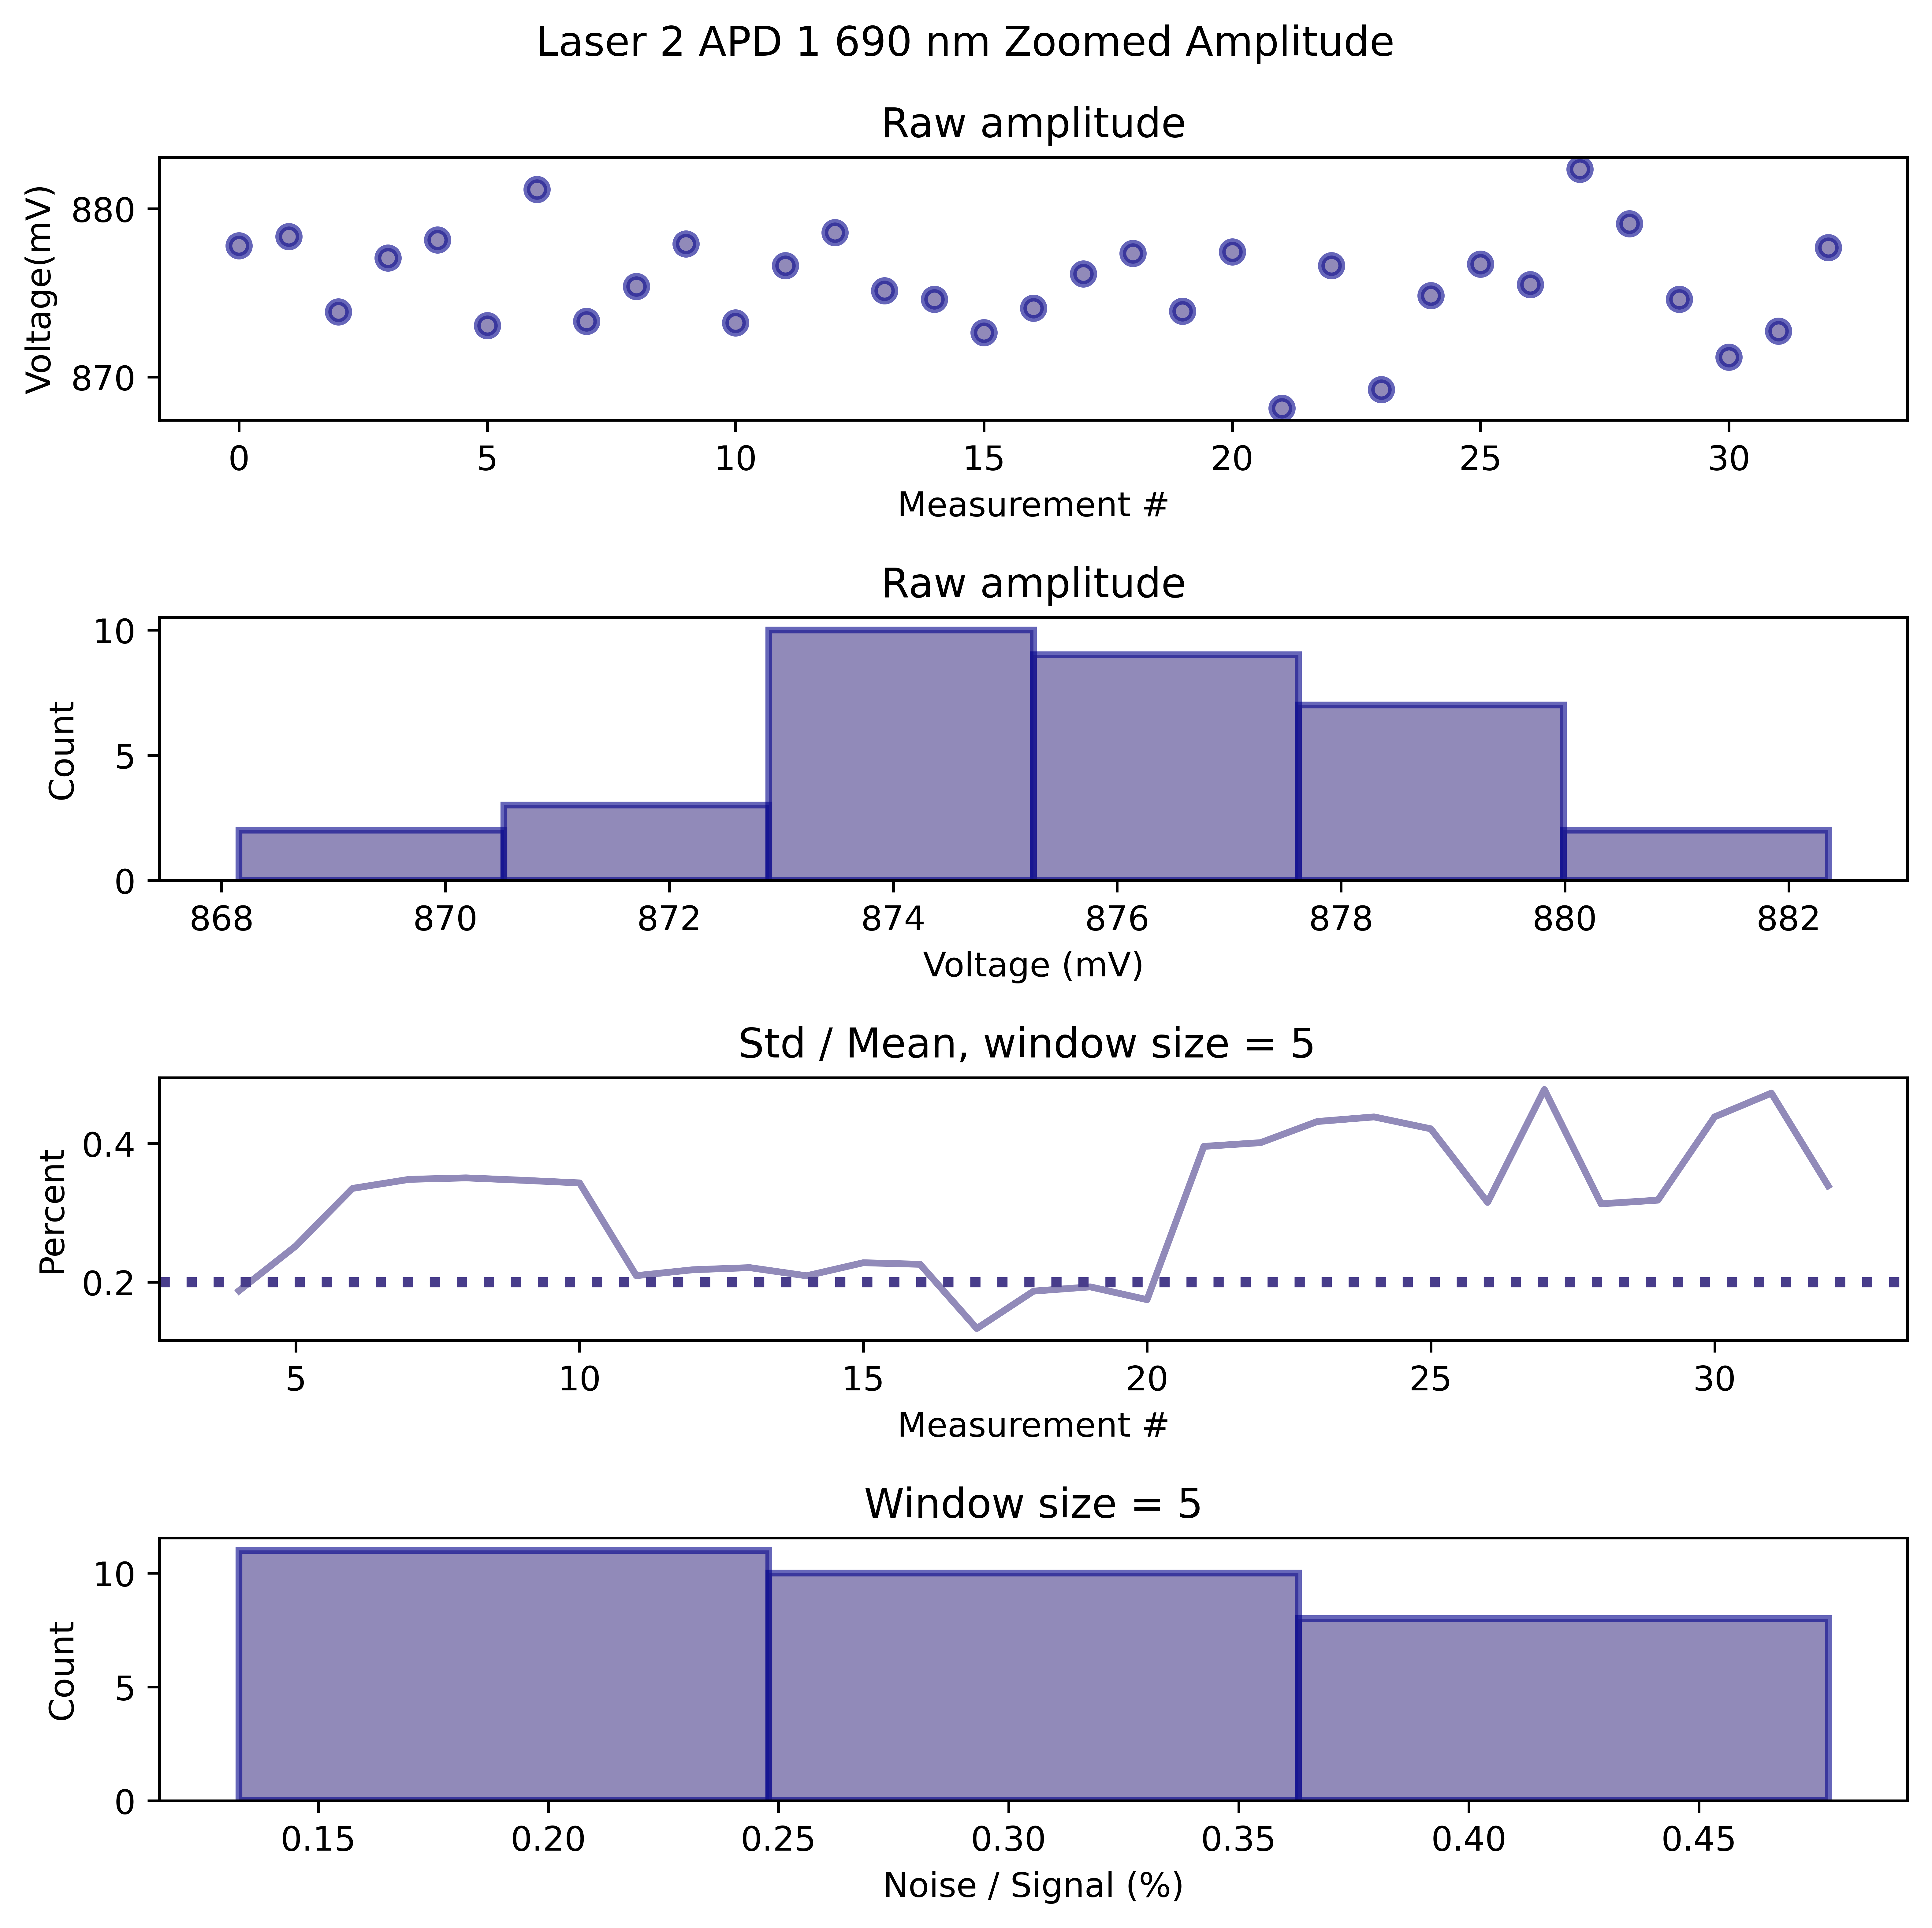 Laser 2 APD 1 690 nm Zoomed Amplitude
Raw amplitude
Voltage(mV)
880
870
0 5 10 15 20 25 30
Measurement #
Raw amplitude
Count
10
5
0
868 870 872 874 876 878 880 882
Voltage (mV)
Std / Mean, window size = 5
Percent
0.4
0.2
5 10 15 20 25 30
Measurement #
Window size = 5
Count
10
5
0
0.15 0.20 0.25 0.30 0.35 0.40 0.45
Noise / Signal (%)